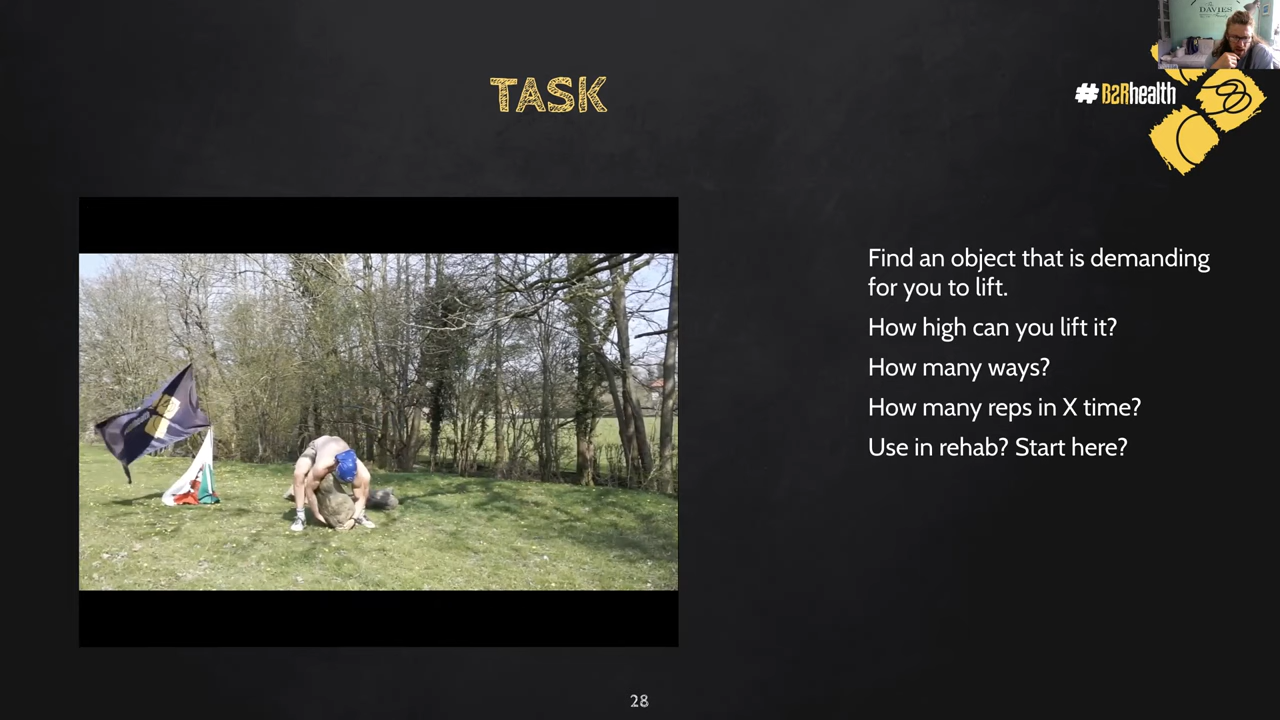 DAVIES
TASK
#B2Rhealth
Find an object that is demanding
for you to lift.
How high can you lift it?
How many ways?
How many reps in X time?
Use in rehab? Start here?
28